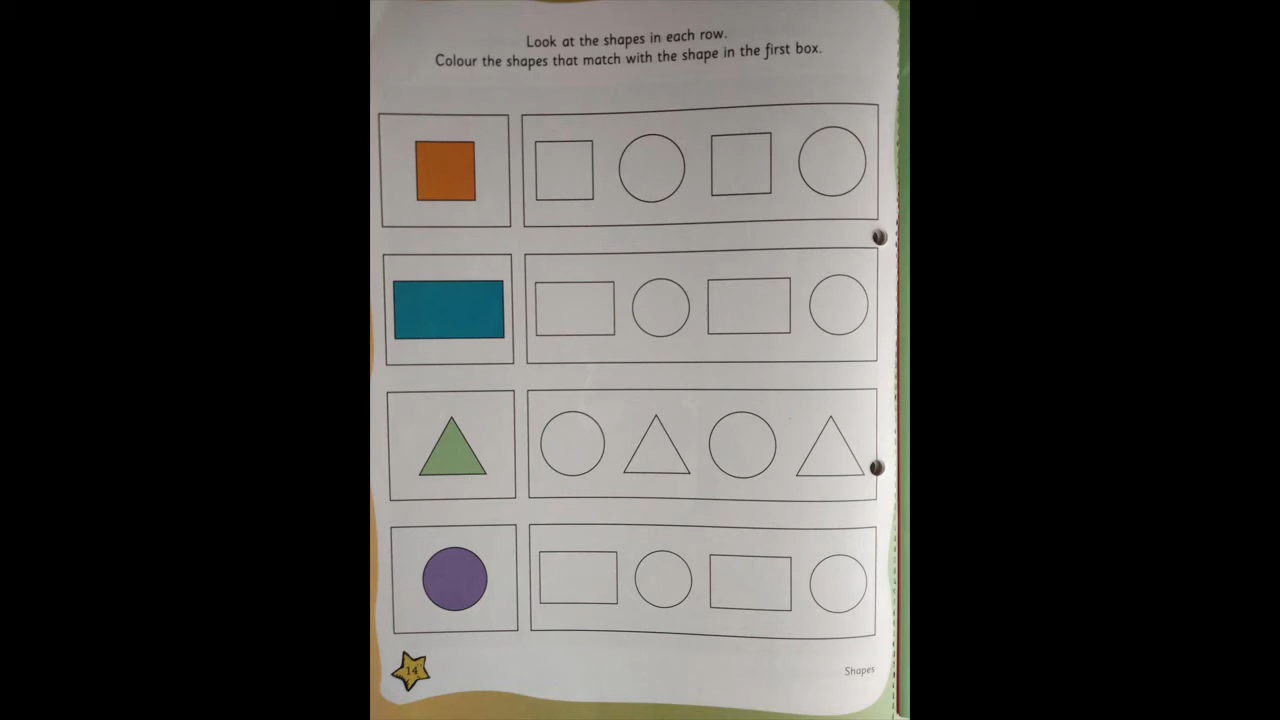 Look at the shapes in each row.
Colour the shapes that match with the shape in the first box.
14
Shapes